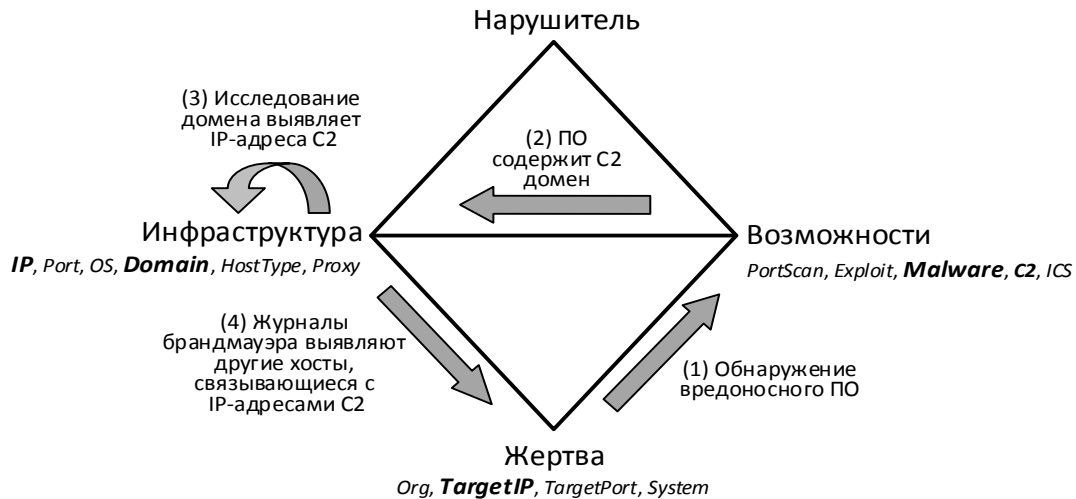 Нарушитель
(3) Исследование
домена выявляет
IP-адреса C2
(2) ПО
содержит C2
домен
Инфраструктура
IP, Port, OS, Domain, HostType, Proxy
Возможности
PortScan, Exploit, Malware, C2, ICS
(4) Журналы
брандмауэра выявляют
другие хосты,
связывающиеся с
IP-адресами C2
(1) Обнаружение
вредоносного ПО
Жертва
Org, TargetIP, TargetPort, System